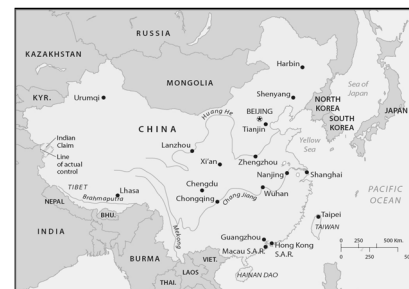 RUSSIA
KAZAKHSTAN
MONGOLIA
Harbin
KYR.
Urumqi
Shenyang
Sea of
Japan
Huang He
BEIJING
NORTH
KOREA
JAPAN
Tianjin
SOUTH
KOREA
Indian
Claim
CHINA
Lanzhou
Yellow
Sea
Line
of actual
control
Xi'an
Zhengzhou
TIBET
Nanjing
Shanghai
Lhasa
Chengdu
Wuhan
PACIFIC
OCEAN
NEPAL
Brahmaputra
Chongqing
Chang Jiang
BHU.
Taipei
TAIWAN
INDIA
Mekong
Guangzhou
Hong Kong
S.A.R.
Macau S.A.R.
0 250 500 Km.
BURMA
VIET.
LAOS
HAINAN DAO
THAI.